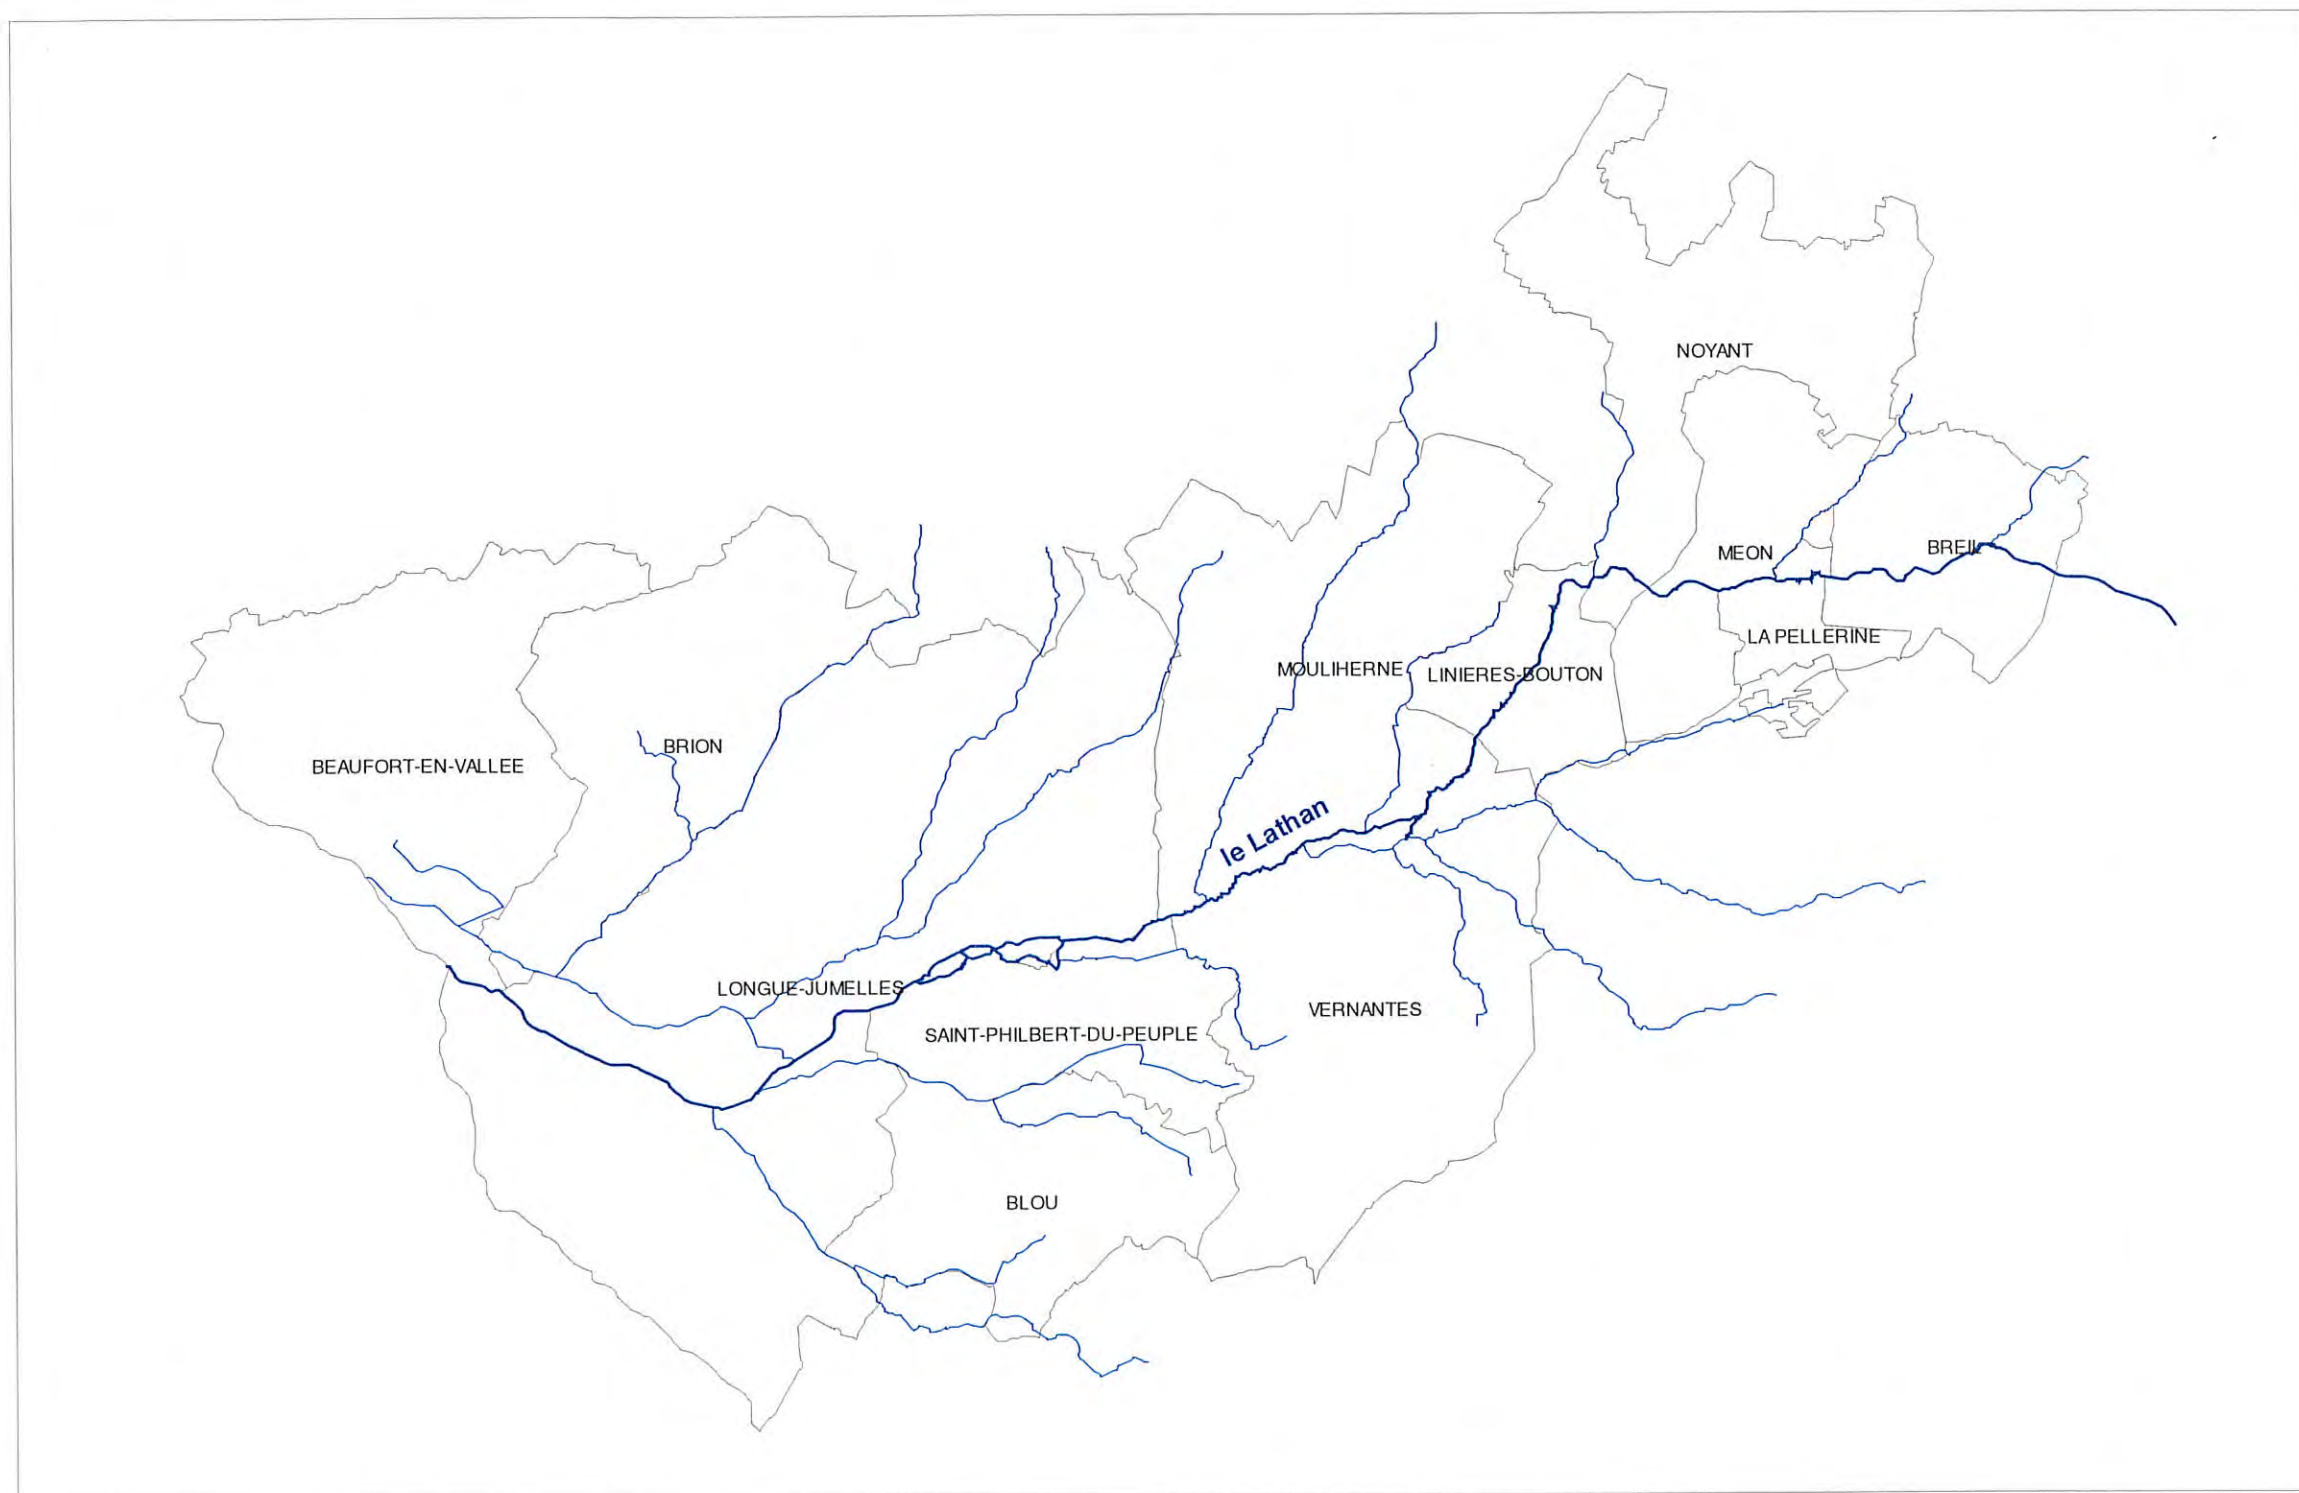 NOYANT
MEON
BREIL
LA PELLERINE
MOULIHERNE
LINIERES-BOUTON
BRION
BEAUFORT-EN-VALLEE
le Lathan
LONGUE-JUMELLES
VERNANTES
SAINT-PHILBERT-DU-PEUPLE
BLOU